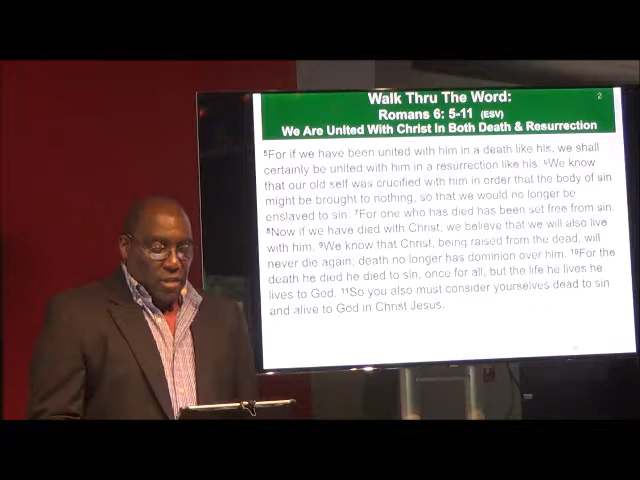 Walk Thru The Word:
2
Romans 6: 5-11 (ESV)
We Are United With Christ In Both Death & Resurrection
⁵For if we have been united with him in a death like his, we shall
certainly be united with him in a resurrection like his. ⁶We know
that our old self was crucified with him in order that the body of sin
might be brought to nothing, so that we would no longer be
enslaved to sin. ⁷For one who has died has been set free from sin.
⁸Now if we have died with Christ, we believe that we will also live
with him. ⁹We know that Christ, being raised from the dead, will
never die again; death no longer has dominion over him. ¹⁰For the
death he died he died to sin, once for all, but the life he lives he
lives to God. ¹¹So you also must consider yourselves dead to sin
and alive to God in Christ Jesus.